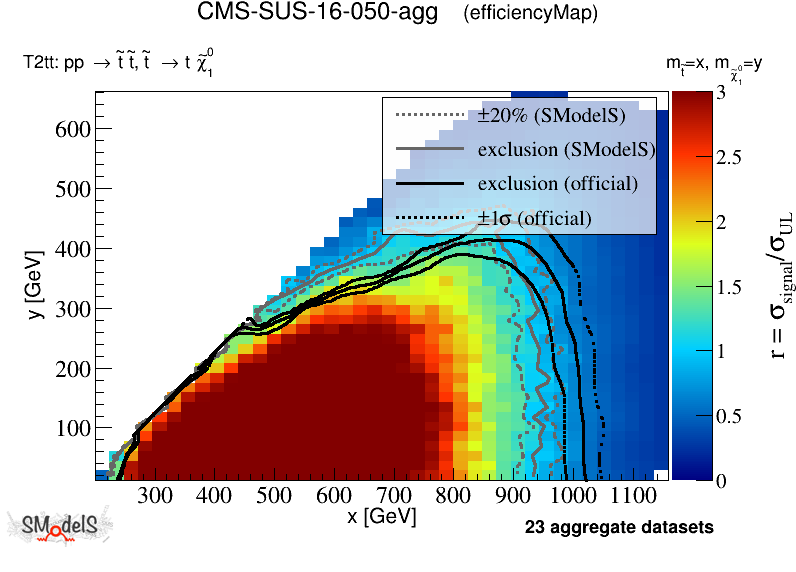 CMS-SUS-16-050-agg (efficiencyMap)
T2tt: pp → t̃ t̃, t̃ → t χ̃₁⁰
m_t̃=x, m_χ̃₁⁰=y
±20% (SModelS)
exclusion (SModelS)
exclusion (official)
±1σ (official)
600
500
400
300
200
100
y [GeV]
300 400 500 600 700 800 900 1000 1100
x [GeV]
3
2.5
2
1.5
1
0.5
0
r = σ_signal/σ_UL
SModelS
23 aggregate datasets